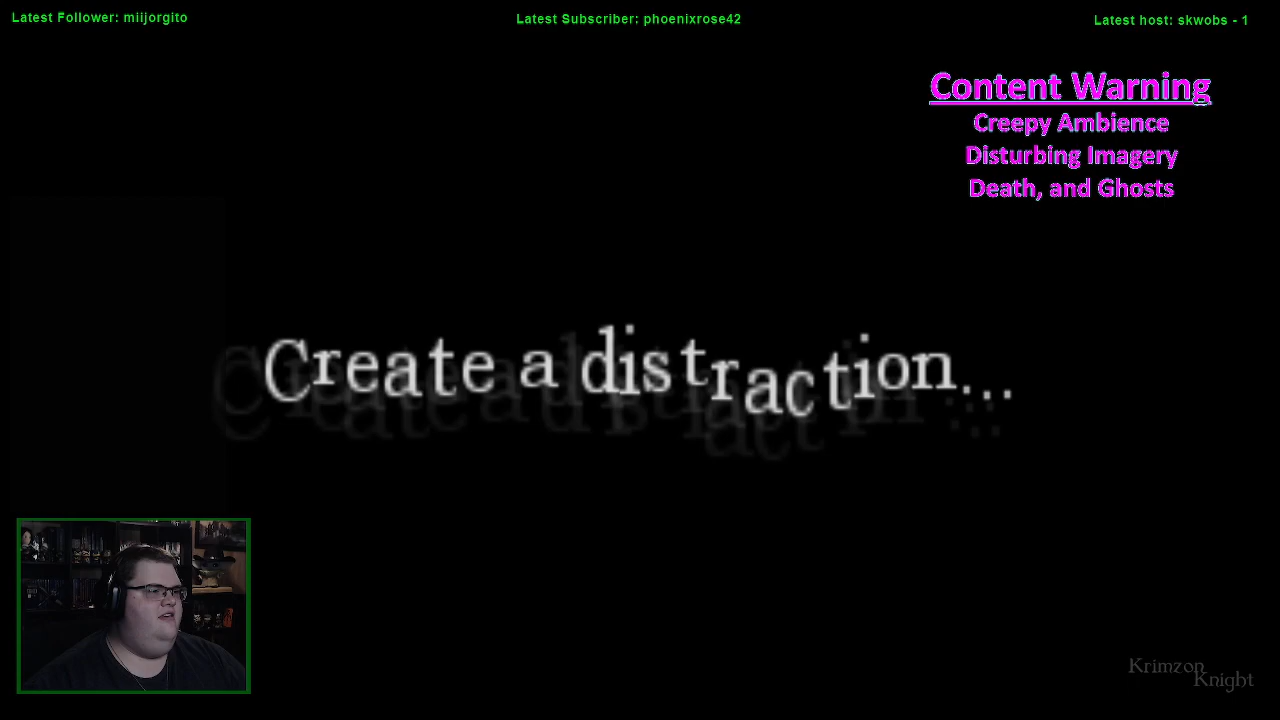 Latest Follower: miijorgito
Latest Subscriber: phoenixrose42
Latest host: skwobs - 1
Content Warning
Creepy Ambience
Disturbing Imagery
Death, and Ghosts
Create a distraction...
Krimzon
Knight